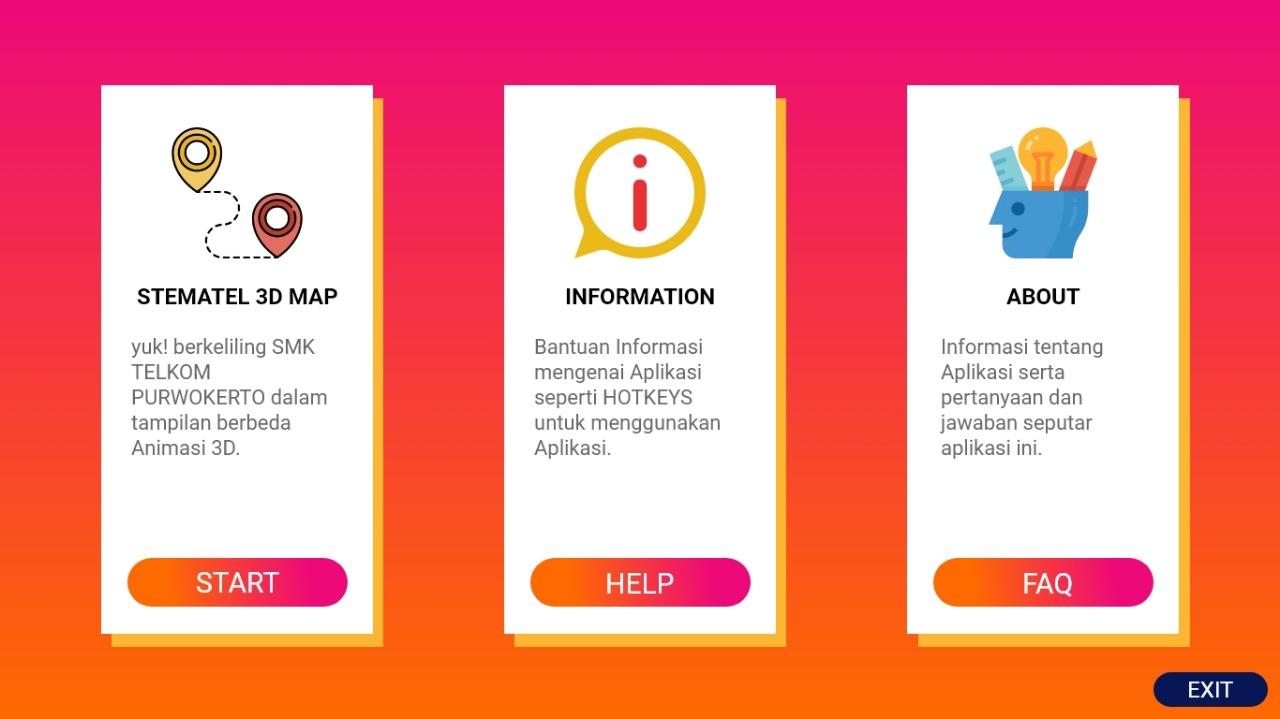 STEMATEL 3D MAP
yuk! berkeliling SMK
TELKOM
PURWOKERTO dalam
tampilan berbeda
Animasi 3D.
START
INFORMATION
Bantuan Informasi
mengenai Aplikasi
seperti HOTKEYS
untuk menggunakan
Aplikasi.
HELP
ABOUT
Informasi tentang
Aplikasi serta
pertanyaan dan
jawaban seputar
aplikasi ini.
FAQ
EXIT